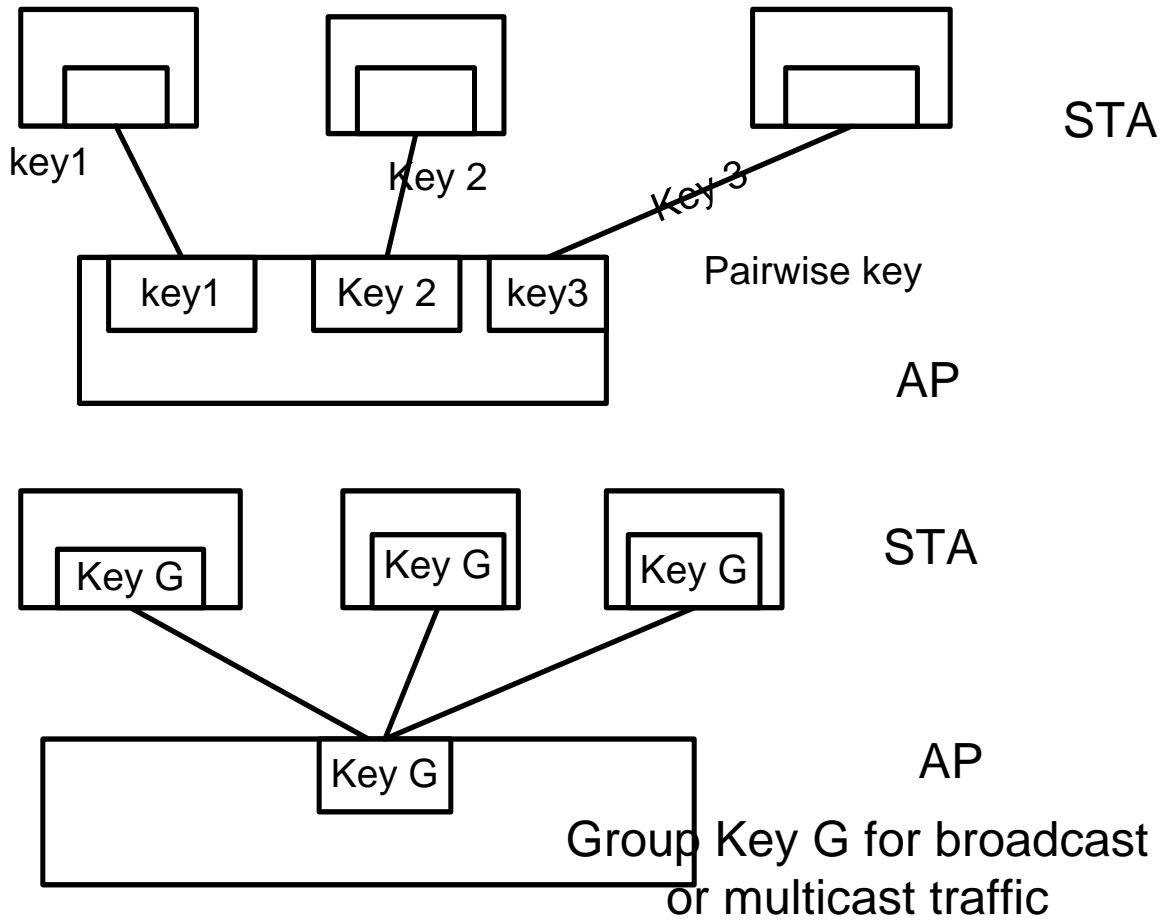 STA
key1
Key 2
Key 3
key1
Key 2
key3
Pairwise key
AP
Key G
Key G
Key G
STA
Key G
AP
Group Key G for broadcast
or multicast traffic